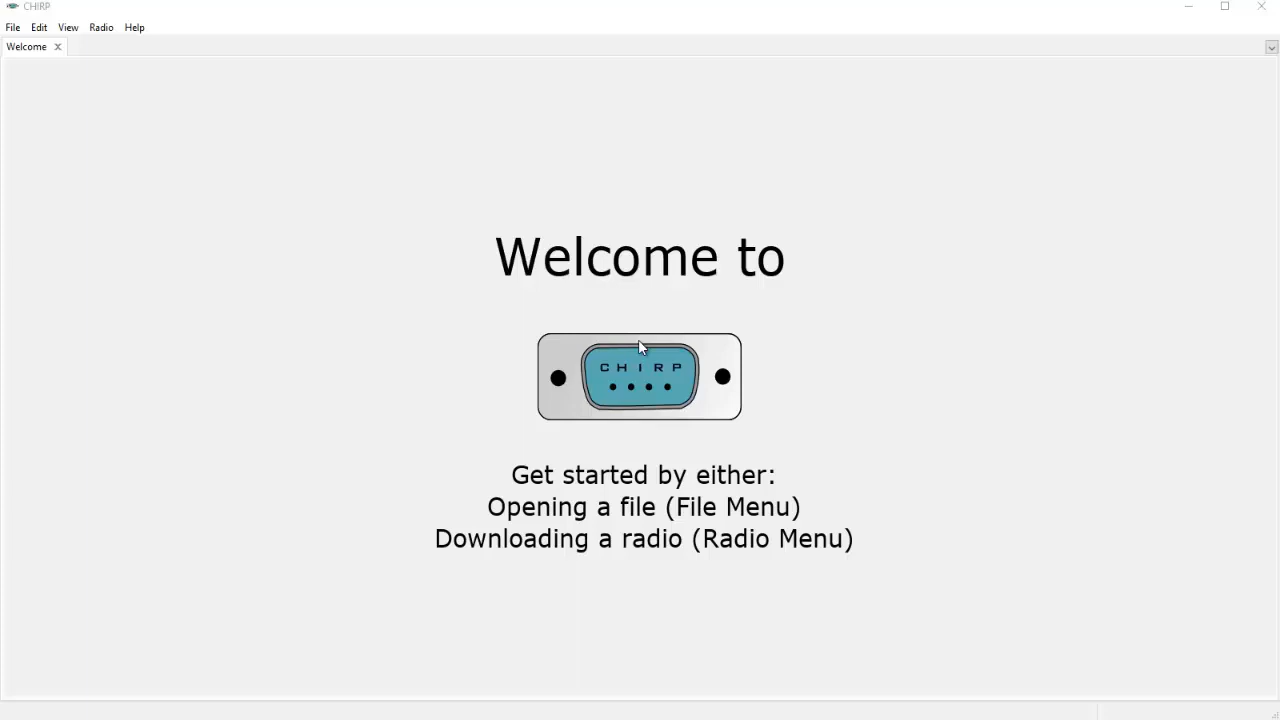 CHIRP
File Edit View Radio Help
Welcome
Welcome to
CHIRP
Get started by either:
Opening a file (File Menu)
Downloading a radio (Radio Menu)